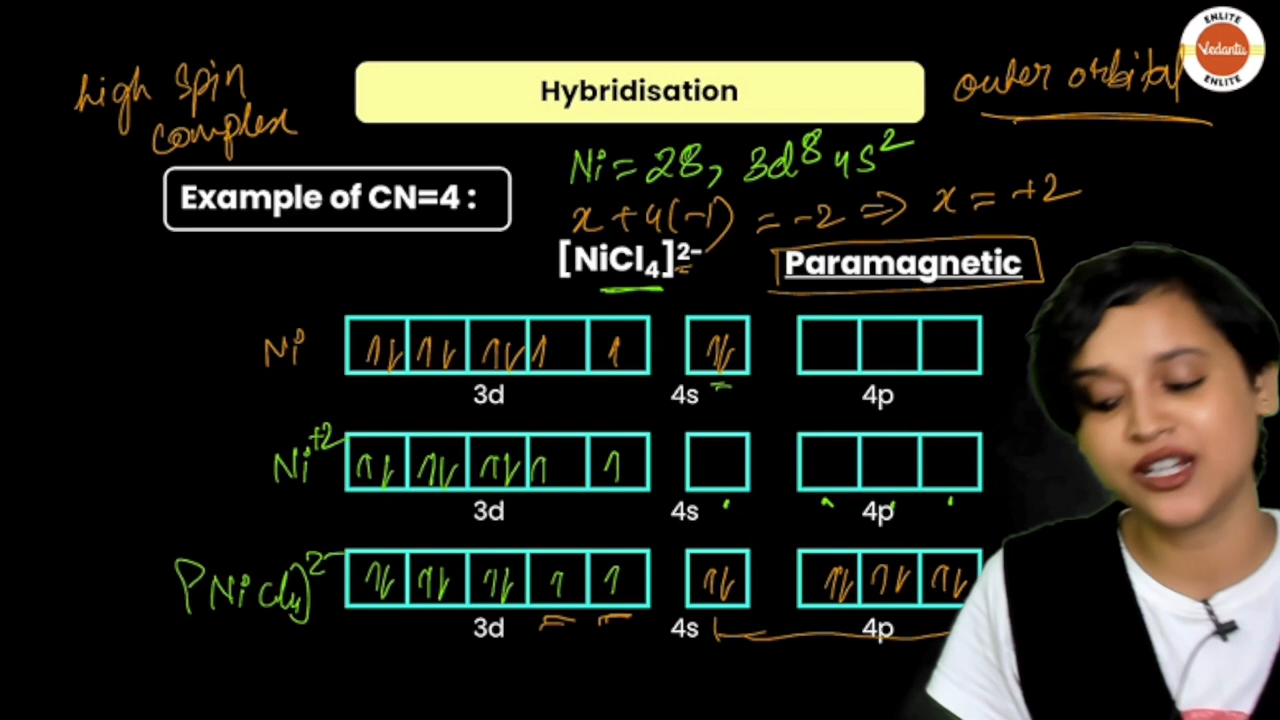 high spin
complex
Hybridisation
outer orbital
ENLITE
Vedantu
ENLITE
Ni = 28, 3d⁸ 4s²
Example of CN=4 :
x + 4(-1) = -2 ⇒ x = +2
[NiCl₄]²⁻ Paramagnetic
Ni ↑↓ ↑↓ ↑↓ ↑ ↑ ↑↓
3d 4s 4p
Ni⁺² ↑↓ ↑↓ ↑↓ ↑ ↑
3d 4s 4p
[NiCl₄]²⁻ ↑↓ ↑↓ ↑↓ ↑ ↑ ↑↓ ↑↓ ↑↓ ↑↓
3d 4s 4p